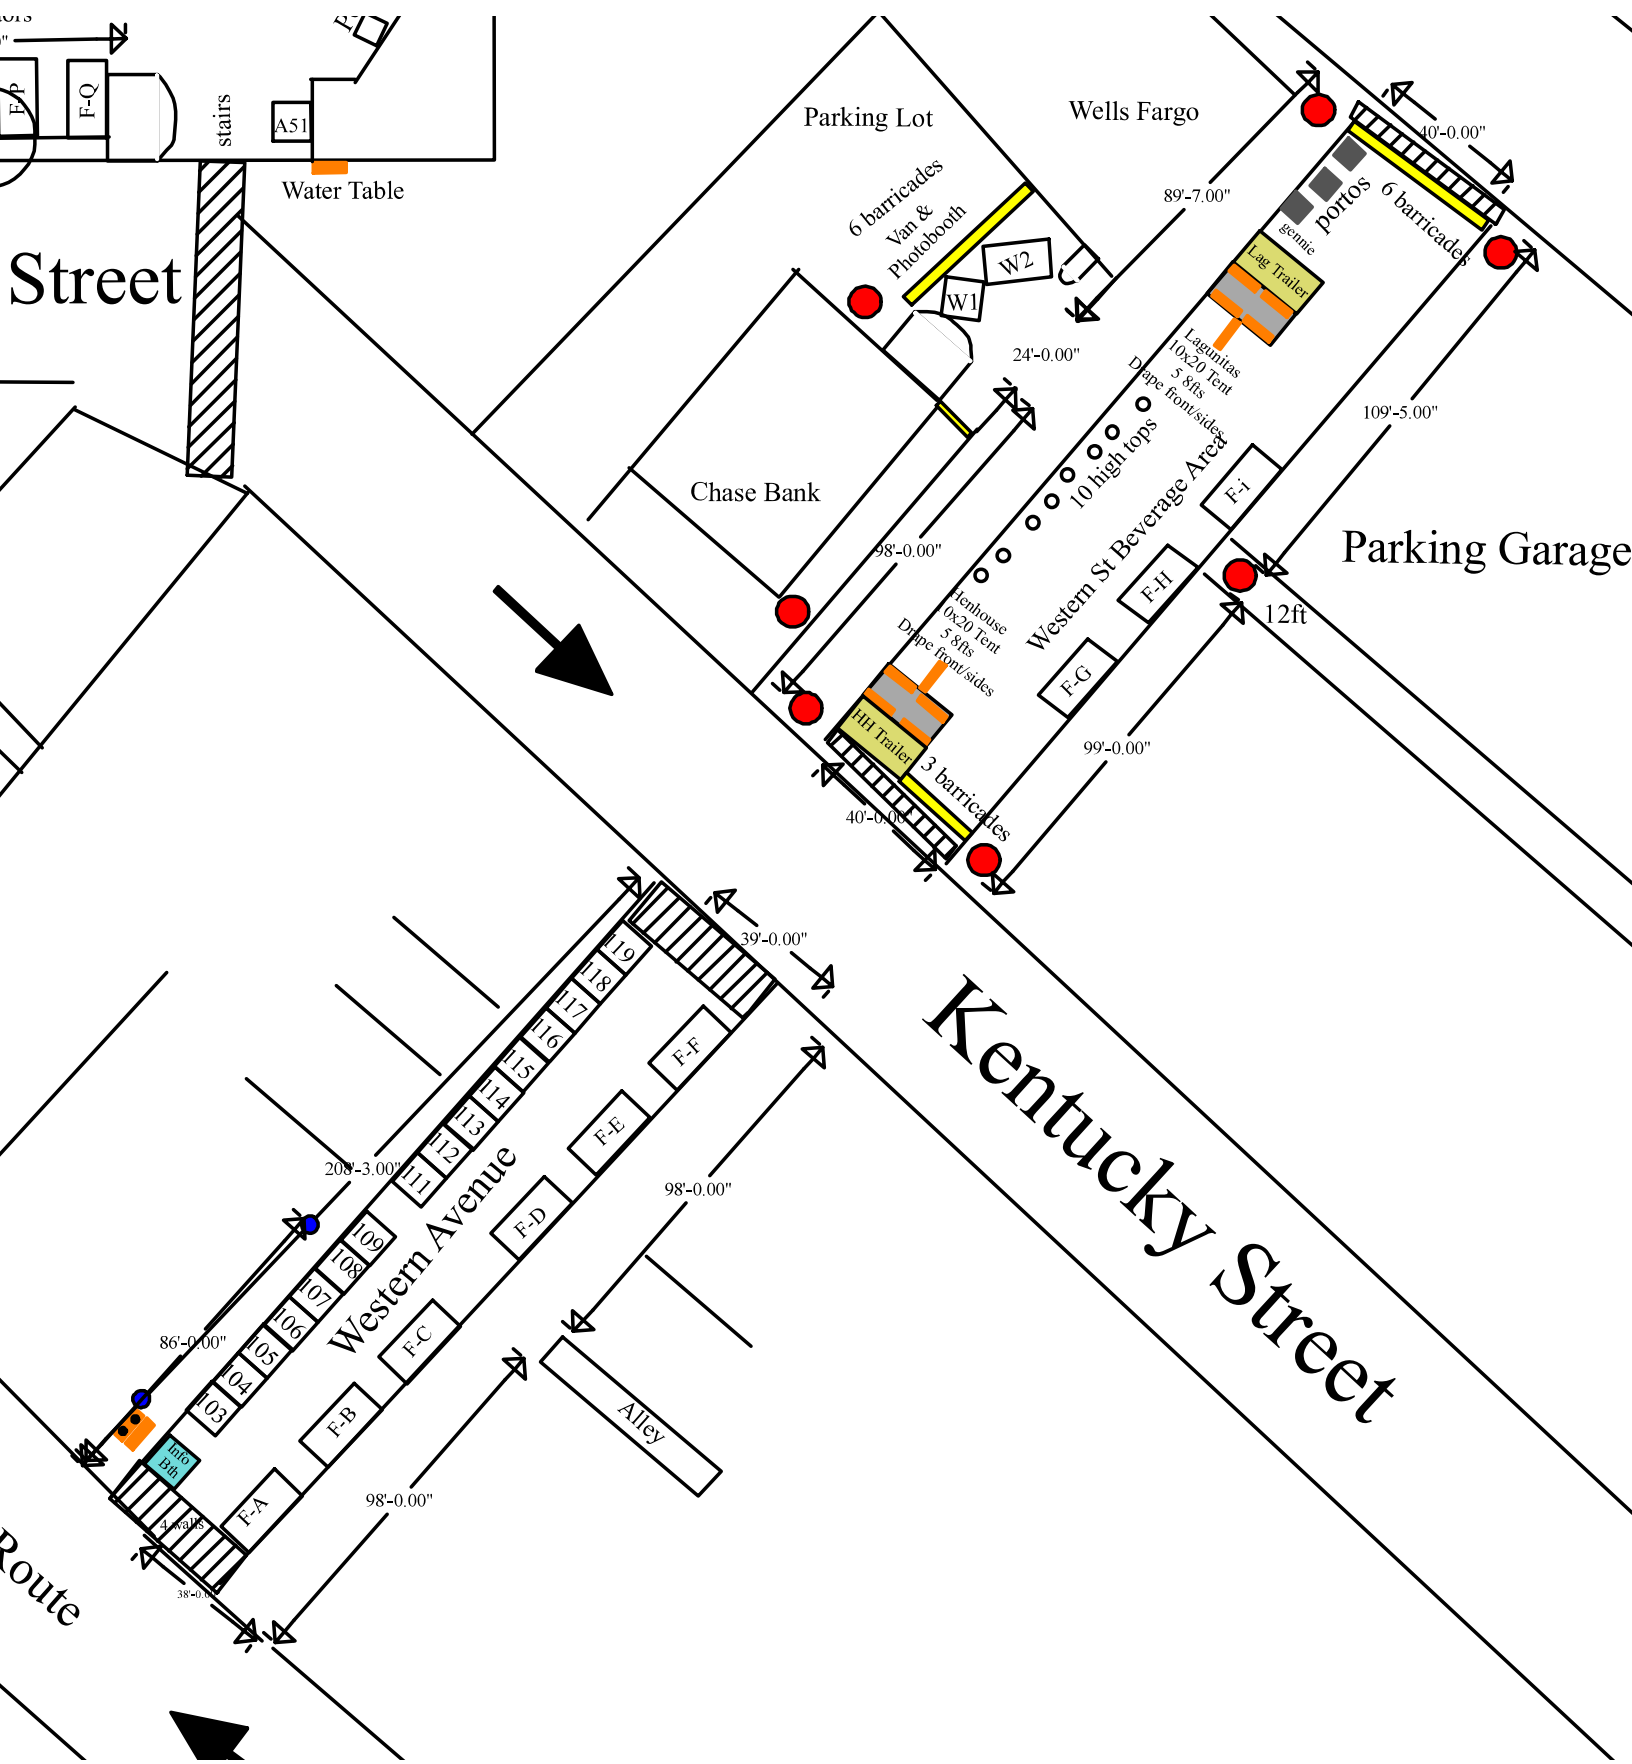 F-P
F-Q
stairs
A51
Water Table
Street
Parking Lot
Wells Fargo
40'-0.00"
6 barricades
Van &
Photobooth
W2
W1
89'-7.00"
portos
gennie
6 barricades
Lag Trailer
Lagunitas
10x20 Tent
5 8fts
Drape front/sides
24'-0.00"
109'-5.00"
10 high tops
Western St Beverage Area
F-i
F-H
F-G
Chase Bank
98'-0.00"
Parking Garage
12ft
Henhouse
0x20 Tent
5 8fts
Drape front/sides
HH Trailer
3 barricades
99'-0.00"
40'-0.00"
39'-0.00"
Kentucky Street
119
118
117
116
115
114
113
112
111
109
108
107
106
105
104
103
Western Avenue
F-F
F-E
F-D
F-C
F-B
F-A
208'-3.00"
98'-0.00"
86'-0.00"
Alley
98'-0.00"
Info
Bth
4 walls
Route